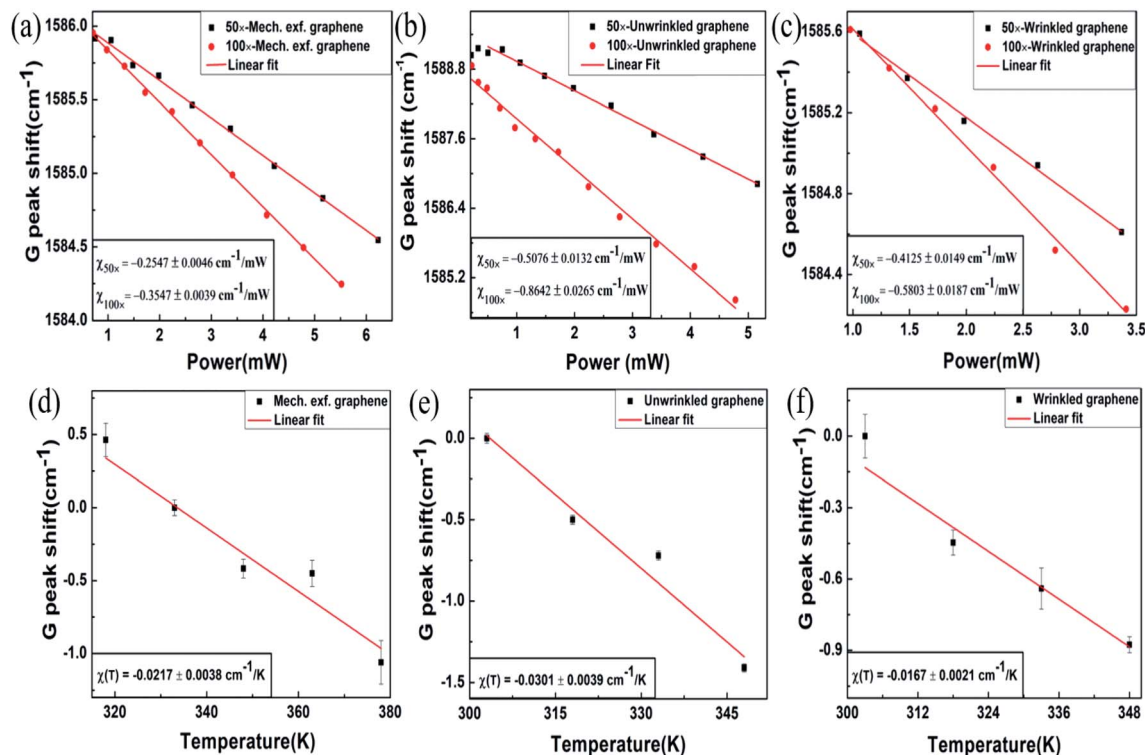 (a)
50×-Mech. exf. graphene
100×-Mech. exf. graphene
Linear fit
G peak shift(cm⁻¹)
1586.0
1585.5
1585.0
1584.5
1584.0
χ50× = −0.2547 ± 0.0046 cm⁻¹/mW
χ100× = −0.3547 ± 0.0039 cm⁻¹/mW
1 2 3 4 5 6
Power(mW)
(b)
50×-Unwrinkled graphene
100×-Unwrinkled graphene
Linear Fit
G peak shift (cm⁻¹)
1588.8
1587.6
1586.4
1585.2
χ50× = −0.5076 ± 0.0132 cm⁻¹/mW
χ100× = −0.8642 ± 0.0265 cm⁻¹/mW
1 2 3 4 5
Power (mW)
(c)
50×-Wrinkled graphene
100×-Wrinkled graphene
Linear fit
G peak shift(cm⁻¹)
1585.6
1585.2
1584.8
1584.4
χ50× = −0.4125 ± 0.0149 cm⁻¹/mW
χ100× = −0.5803 ± 0.0187 cm⁻¹/mW
1.0 1.5 2.0 2.5 3.0 3.5
Power(mW)
(d)
Mech. exf. graphene
Linear fit
G peak shift(cm⁻¹)
0.5
0.0
-0.5
-1.0
χ(T) = -0.0217 ± 0.0038 cm⁻¹/K
320 340 360 380
Temperature(K)
(e)
Unwrinkled graphene
Linear fit
G peak shift(cm⁻¹)
0.0
-0.5
-1.0
-1.5
χ(T) = -0.0301 ± 0.0039 cm⁻¹/K
300 315 330 345
Temperature(K)
(f)
Wrinkled graphene
Linear fit
G peak shift(cm⁻¹)
0.0
-0.3
-0.6
-0.9
χ(T) = -0.0167 ± 0.0021 cm⁻¹/K
300 312 324 336 348
Temperature(K)